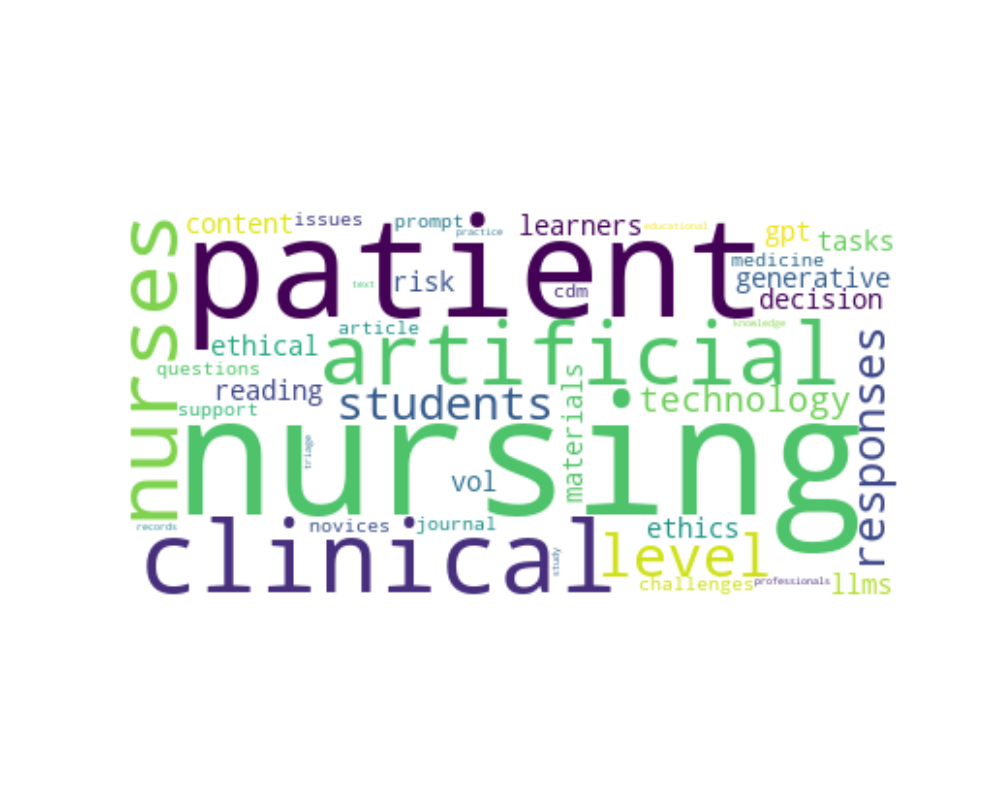 content issues prompt practice learners educational gpt tasks
nurses patient medicine
text risk cdm generative
decision
article knowledge
ethical artificial
questions
reading students materials technology responses
support
nursing
triage vol
records novices journal ethics
clinical study level
challenges professionals llms